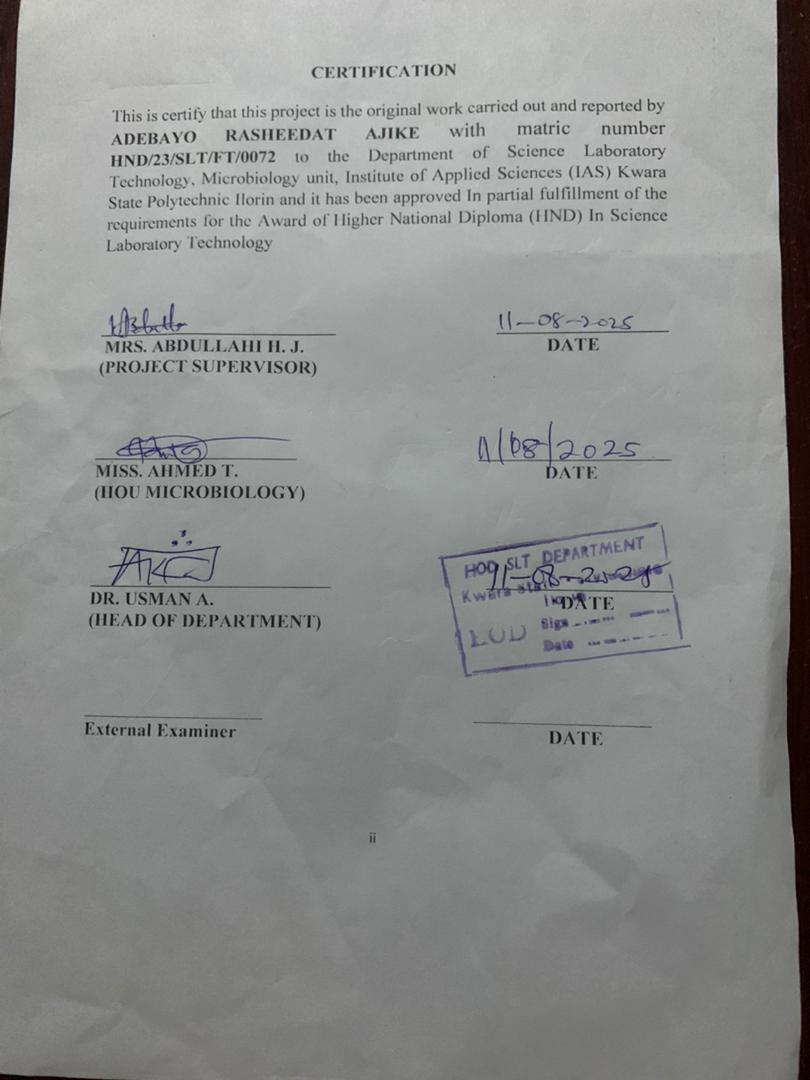 CERTIFICATION
This is certify that this project is the original work carried out and reported by
ADEBAYO RASHEEDAT AJIKE with matric number
HND/23/SLT/FT/0072 to the Department of Science Laboratory
Technology, Microbiology unit, Institute of Applied Sciences (IAS) Kwara
State Polytechnic Ilorin and it has been approved In partial fulfillment of the
requirements for the Award of Higher National Diploma (HND) In Science
Laboratory Technology
11-08-2025
MRS. ABDULLAHI H. J.
DATE
(PROJECT SUPERVISOR)
11/08/2025
MISS. AHMED T.
DATE
(HOU MICROBIOLOGY)
HOD SLT DEPARTMENT
11-08-2025
Kwara
DR. USMAN A.
DATE
(HEAD OF DEPARTMENT)
Sign
Date
External Examiner
DATE
ii